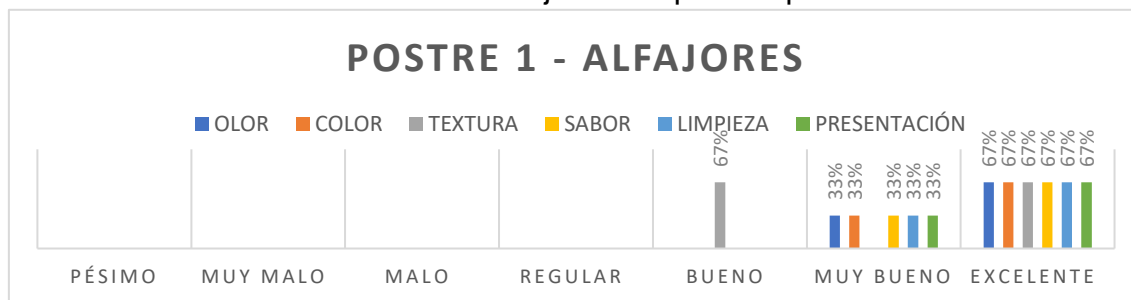 POSTRE 1 - ALFAJORES
OLOR COLOR TEXTURA SABOR LIMPIEZA PRESENTACIÓN
67%
33% 33% 33% 33% 33%
67% 67% 67% 67% 67% 67%
PÉSIMO MUY MALO MALO REGULAR BUENO MUY BUENO EXCELENTE